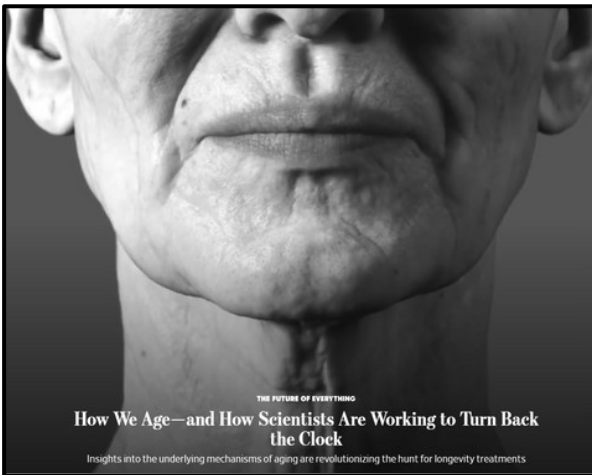 THE FUTURE OF EVERYTHING
How We Age—and How Scientists Are Working to Turn Back
the Clock
Insights into the underlying mechanisms of aging are revolutionizing the hunt for longevity treatments